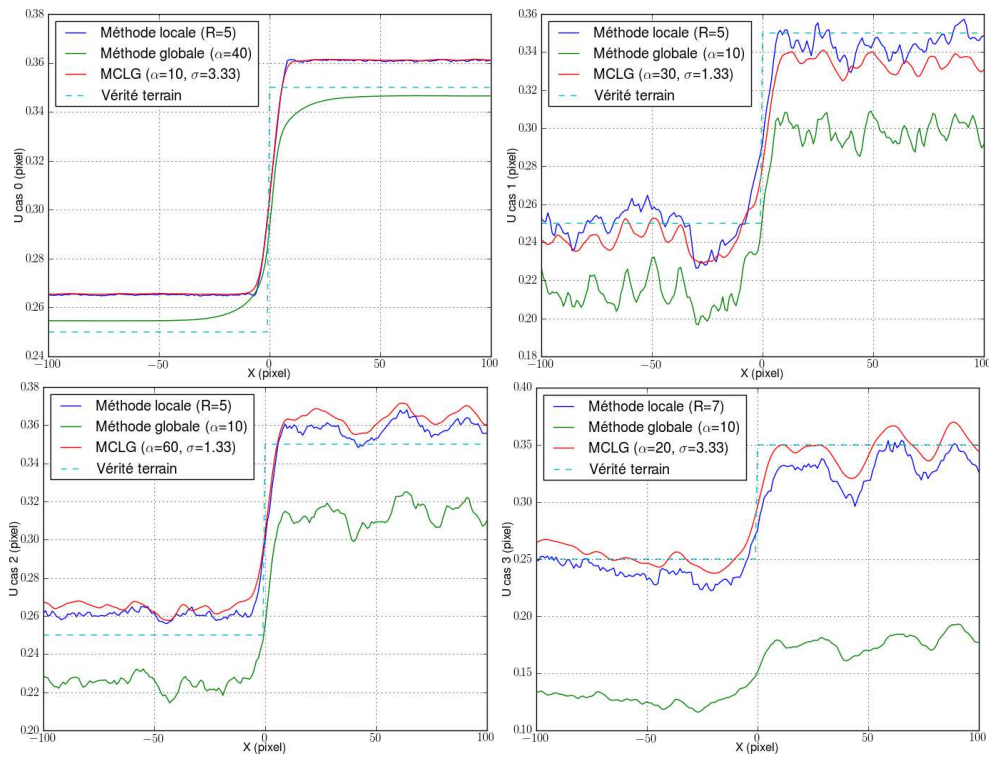 0.38
0.36
0.34
0.32
0.30
0.28
0.26
0.24
U cas 0 (pixel)
Méthode locale (R=5)
Méthode globale (α=40)
MCLG (α=10, σ=3.33)
Vérité terrain
−100
−50
0
50
100
X (pixel)
0.36
0.34
0.32
0.30
0.28
0.26
0.24
0.22
0.20
0.18
U cas 1 (pixel)
Méthode locale (R=5)
Méthode globale (α=10)
MCLG (α=30, σ=1.33)
Vérité terrain
−100
−50
0
50
100
X (pixel)
0.38
0.36
0.34
0.32
0.30
0.28
0.26
0.24
0.22
0.20
U cas 2 (pixel)
Méthode locale (R=5)
Méthode globale (α=10)
MCLG (α=60, σ=1.33)
Vérité terrain
−100
−50
0
50
100
X (pixel)
0.40
0.35
0.30
0.25
0.20
0.15
0.10
U cas 3 (pixel)
Méthode locale (R=7)
Méthode globale (α=10)
MCLG (α=20, σ=3.33)
Vérité terrain
−100
−50
0
50
100
X (pixel)